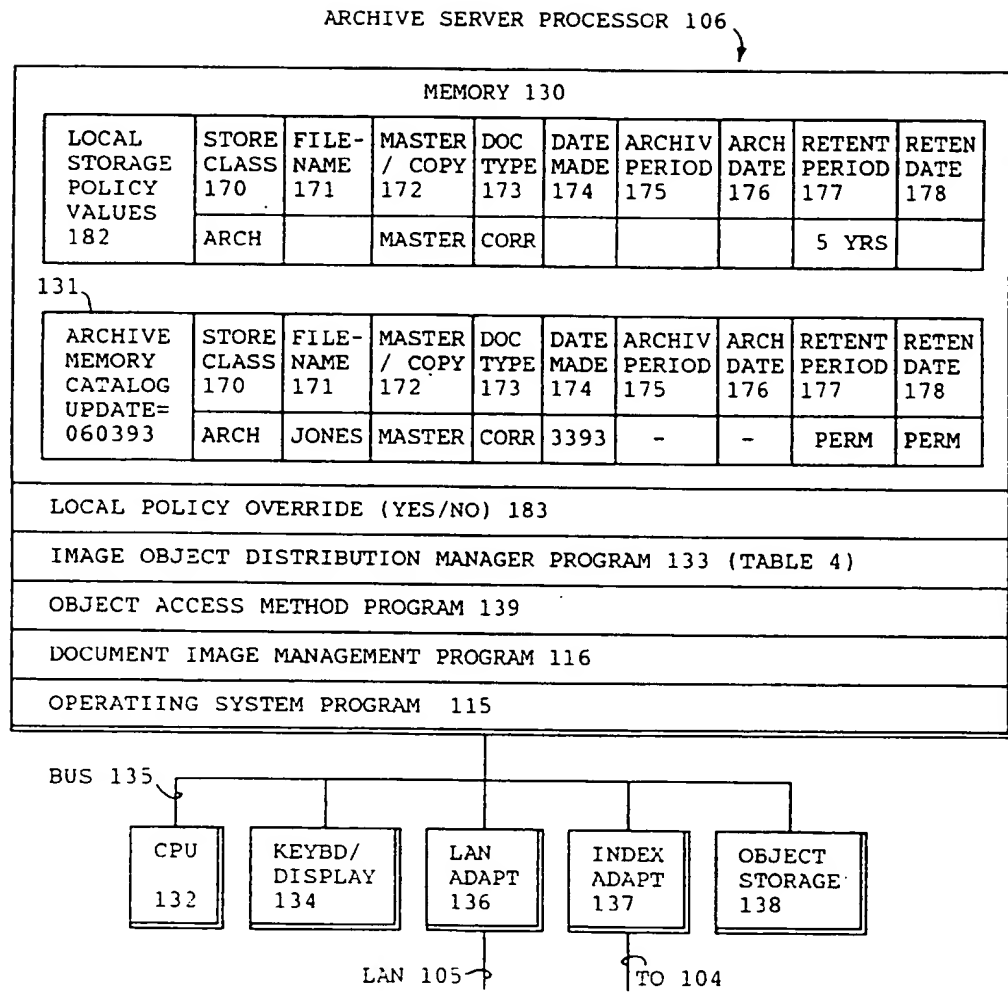 ARCHIVE SERVER PROCESSOR 106
MEMORY 130
LOCAL STORAGE POLICY VALUES 182
STORE CLASS 170
FILE-NAME 171
MASTER / COPY 172
DOC TYPE 173
DATE MADE 174
ARCHIV PERIOD 175
ARCH DATE 176
RETENT PERIOD 177
RETEN DATE 178
ARCH MASTER CORR 5 YRS
131
ARCHIVE MEMORY CATALOG UPDATE= 060393
STORE CLASS 170
FILE-NAME 171
MASTER / COPY 172
DOC TYPE 173
DATE MADE 174
ARCHIV PERIOD 175
ARCH DATE 176
RETENT PERIOD 177
RETEN DATE 178
ARCH JONES MASTER CORR 3393 - - PERM PERM
LOCAL POLICY OVERRIDE (YES/NO) 183
IMAGE OBJECT DISTRIBUTION MANAGER PROGRAM 133 (TABLE 4)
OBJECT ACCESS METHOD PROGRAM 139
DOCUMENT IMAGE MANAGEMENT PROGRAM 116
OPERATIING SYSTEM PROGRAM 115
BUS 135
CPU
132
KEYBD/
DISPLAY
134
LAN
ADAPT
136
INDEX
ADAPT
137
OBJECT
STORAGE
138
LAN 105
TO 104